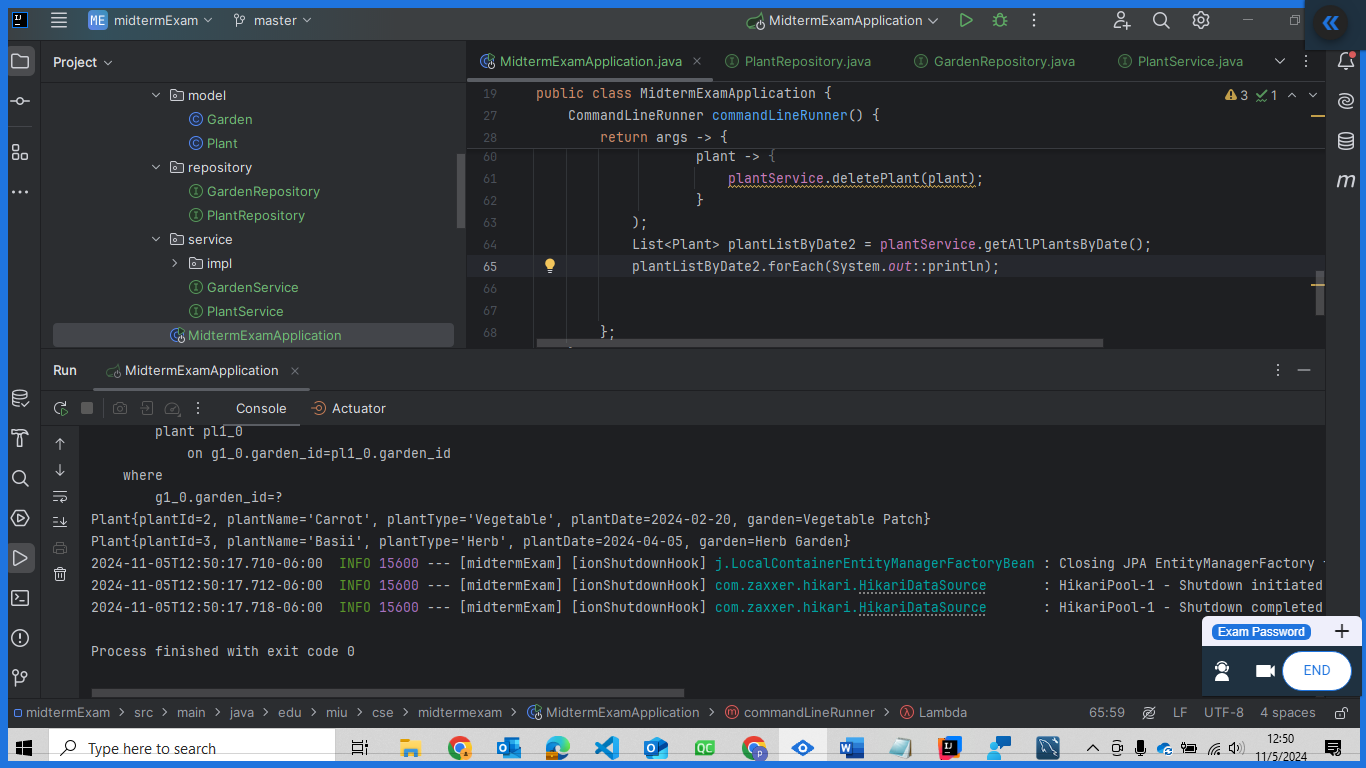 ME midtermExam master MidtermExamApplication
Project
MidtermExamApplication.java PlantRepository.java GardenRepository.java PlantService.java
model
Garden
Plant
repository
GardenRepository
PlantRepository
service
impl
GardenService
PlantService
MidtermExamApplication
3 1
19 public class MidtermExamApplication {
27 CommandLineRunner commandLineRunner() {
28 return args -> {
60 plant -> {
61 plantService.deletePlant(plant);
62 }
63 );
64 List<Plant> plantListByDate2 = plantService.getAllPlantsByDate();
65 plantListByDate2.forEach(System.out::println);
66
67
68 };
Run MidtermExamApplication
Console Actuator
plant pl1_0
on g1_0.garden_id=pl1_0.garden_id
where
g1_0.garden_id=?
Plant{plantId=2, plantName='Carrot', plantType='Vegetable', plantDate=2024-02-20, garden=Vegetable Patch}
Plant{plantId=3, plantName='Basii', plantType='Herb', plantDate=2024-04-05, garden=Herb Garden}
2024-11-05T12:50:17.710-06:00 INFO 15600 --- [midtermExam] [ionShutdownHook] j.LocalContainerEntityManagerFactoryBean : Closing JPA EntityManagerFactory
2024-11-05T12:50:17.712-06:00 INFO 15600 --- [midtermExam] [ionShutdownHook] com.zaxxer.hikari.HikariDataSource : HikariPool-1 - Shutdown initiated
2024-11-05T12:50:17.718-06:00 INFO 15600 --- [midtermExam] [ionShutdownHook] com.zaxxer.hikari.HikariDataSource : HikariPool-1 - Shutdown completed
Process finished with exit code 0
Exam Password +
END
midtermExam > src > main > java > edu > miu > cse > midtermexam > MidtermExamApplication > commandLineRunner > Lambda 65:59 LF UTF-8 4 spaces
Type here to search
12:50
11/5/2024